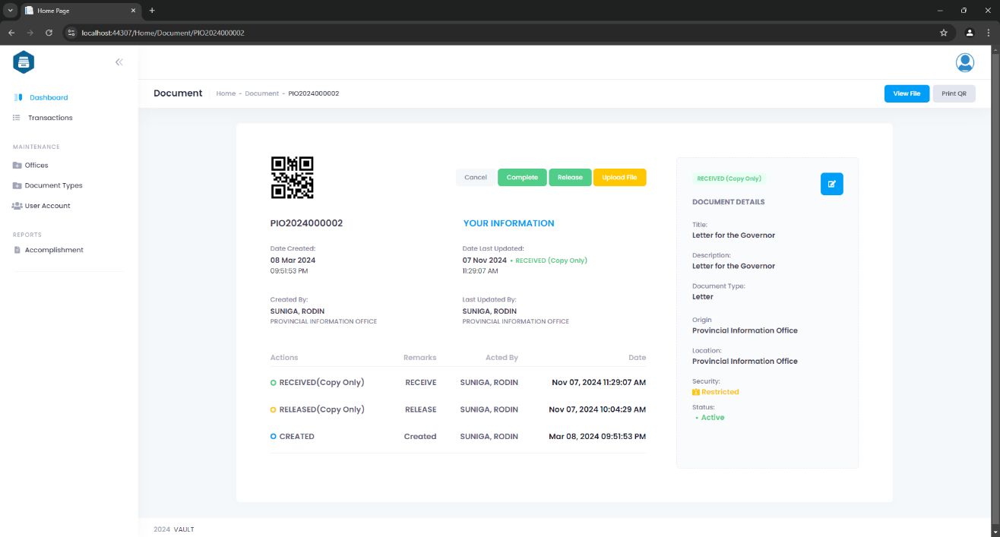 Home Page
localhost:44307/Home/Document/PIO2024000002
Dashboard
Transactions
MAINTENANCE
Offices
Document Types
User Account
REPORTS
Accomplishment
Document
Home - Document - PIO2024000002
View File
Print QR
Cancel
Complete
Release
Upload File
PIO2024000002
YOUR INFORMATION
Date Created:
08 Mar 2024
09:51:53 PM
Date Last Updated:
07 Nov 2024 • RECEIVED (Copy Only)
11:29:07 AM
Created By:
SUNIGA, RODIN
PROVINCIAL INFORMATION OFFICE
Last Updated By:
SUNIGA, RODIN
PROVINCIAL INFORMATION OFFICE
Actions Remarks Acted By Date
RECEIVED(Copy Only) RECEIVE SUNIGA, RODIN Nov 07, 2024 11:29:07 AM
RELEASED(Copy Only) RELEASE SUNIGA, RODIN Nov 07, 2024 10:04:29 AM
CREATED Created SUNIGA, RODIN Mar 08, 2024 09:51:53 PM
RECEIVED (Copy Only)
DOCUMENT DETAILS
Title:
Letter for the Governor
Description:
Letter for the Governor
Document Type:
Letter
Origin
Provincial Information Office
Location:
Provincial Information Office
Security:
Restricted
Status:
• Active
2024 VAULT